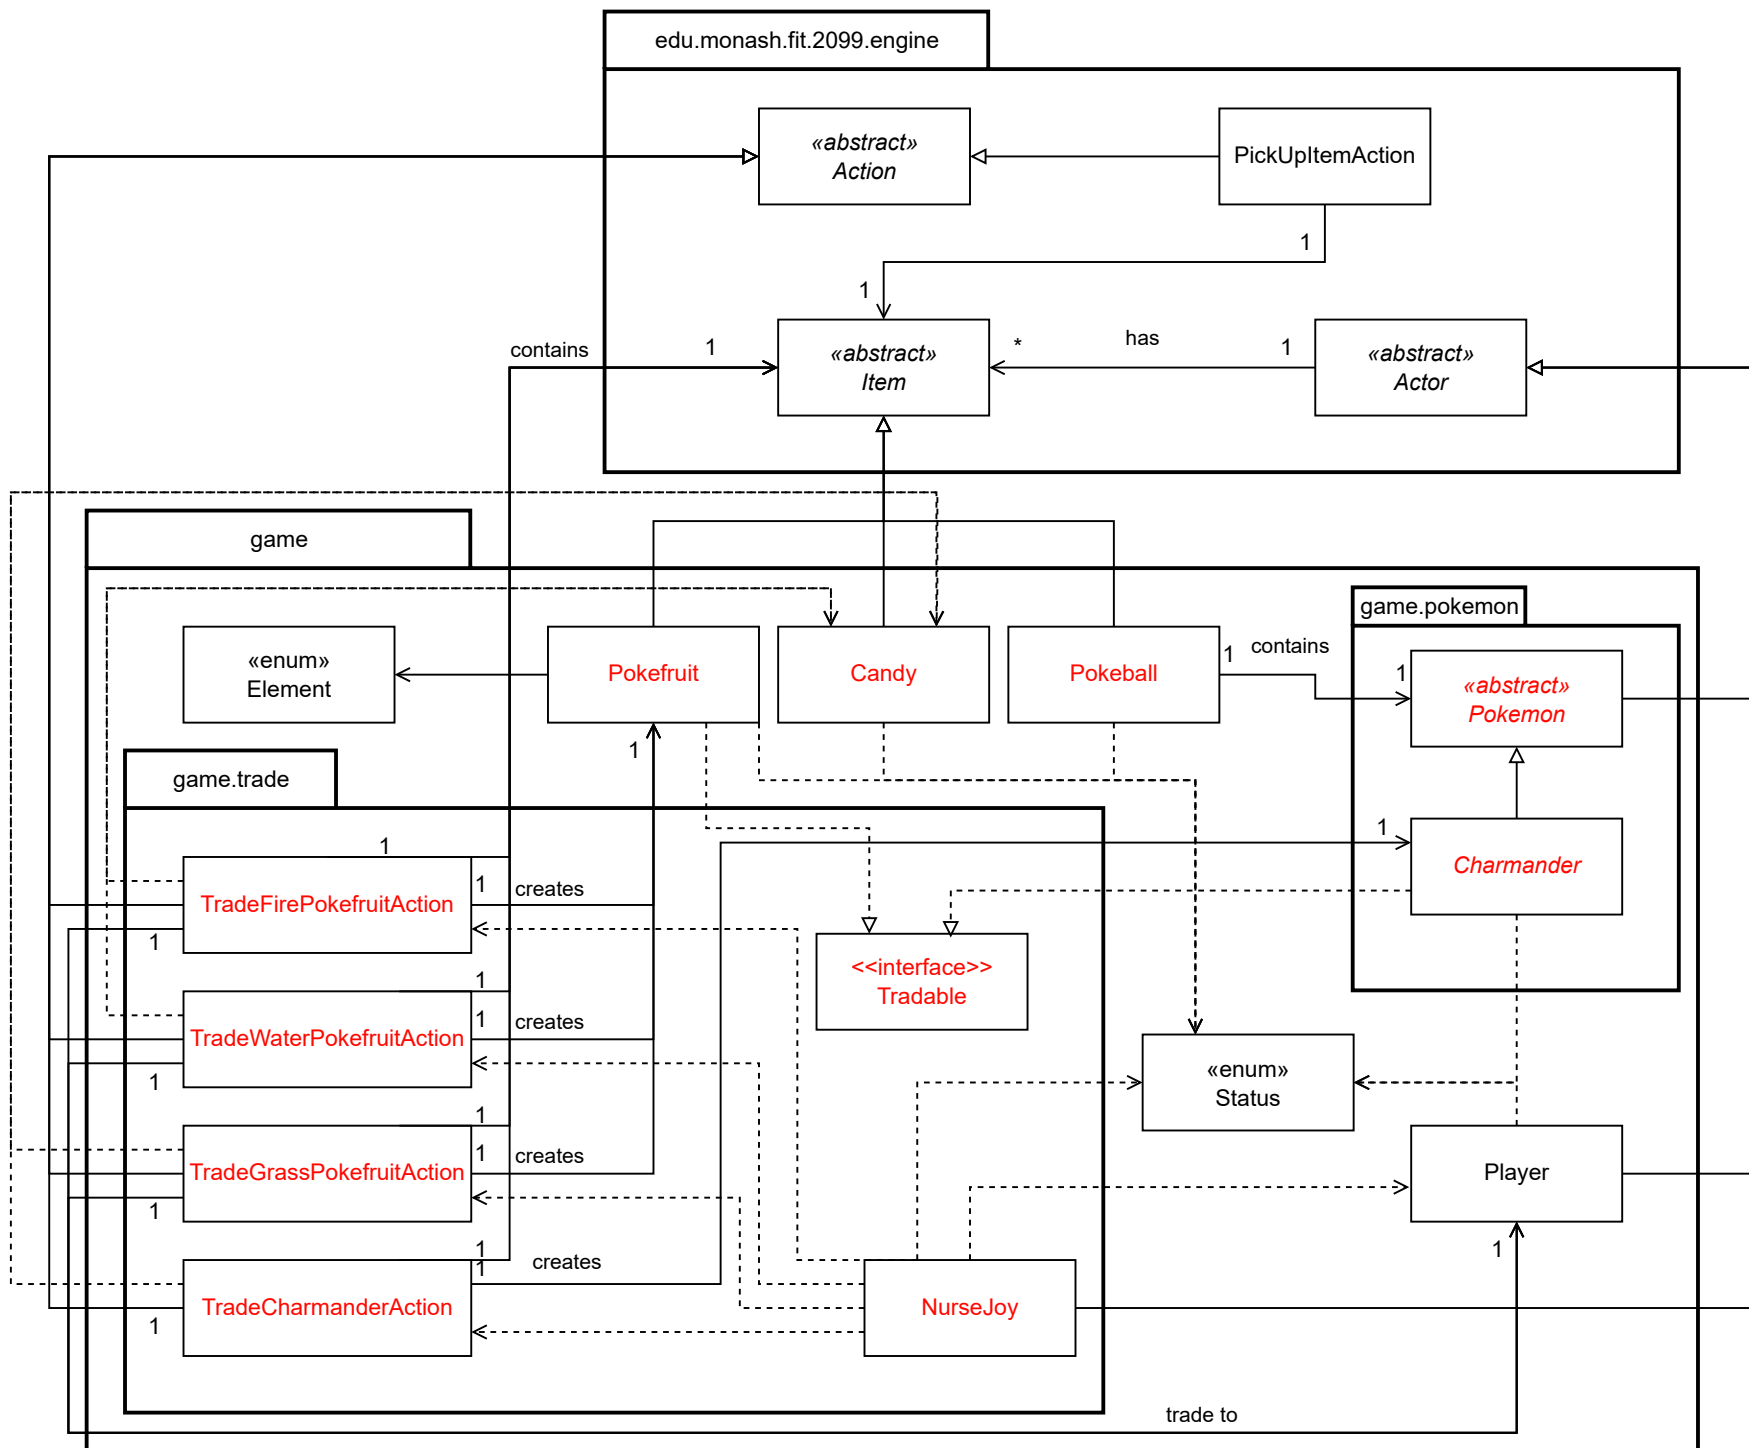 edu.monash.fit.2099.engine
«abstract»
Action
PickUpItemAction
1
1
contains
1
«abstract»
Item
*
has
1
«abstract»
Actor
game
game.pokemon
«enum»
Element
Pokefruit
Candy
Pokeball
1
contains
1
«abstract»
Pokemon
1
game.trade
1
1
Charmander
TradeFirePokefruitAction
1
creates
1
<<interface>>
Tradable
1
TradeWaterPokefruitAction
1
creates
1
«enum»
Status
1
TradeGrassPokefruitAction
1
creates
1
Player
1
1
creates
1
TradeCharmanderAction
1
NurseJoy
trade to